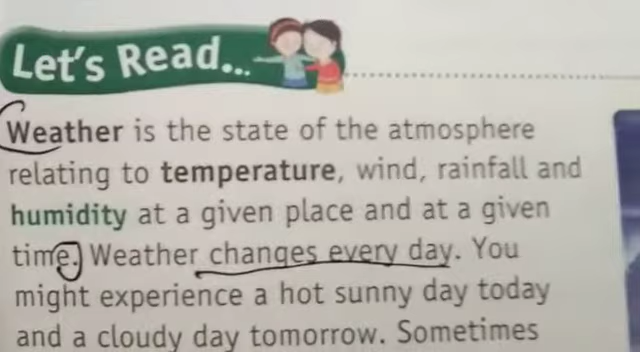 Let's Read...
Weather is the state of the atmosphere
relating to temperature, wind, rainfall and
humidity at a given place and at a given
time. Weather changes every day. You
might experience a hot sunny day today
and a cloudy day tomorrow. Sometimes